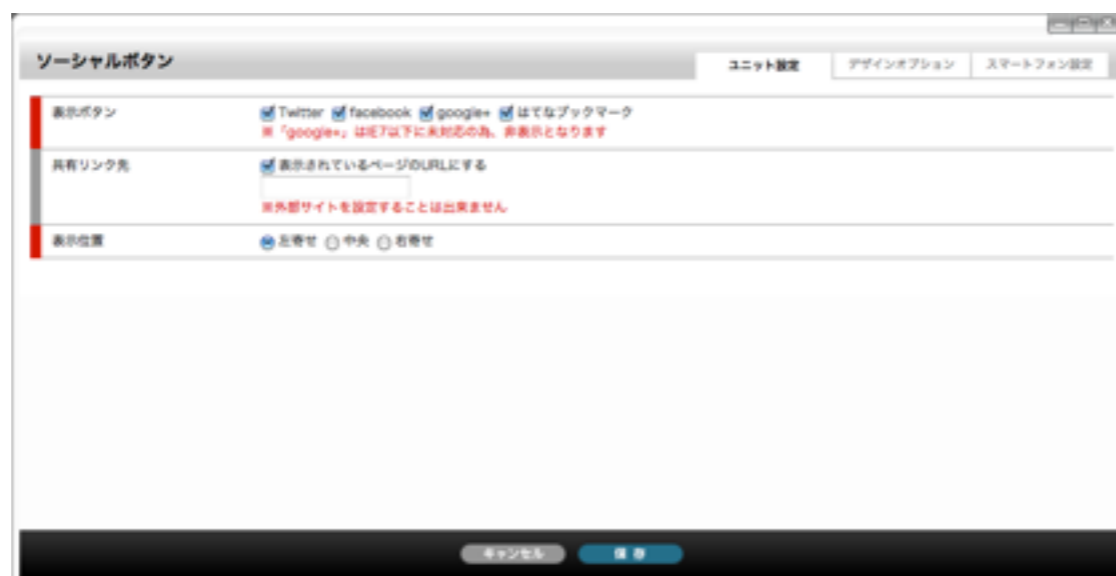 ソーシャルボタン
ユニット設定 デザインオプション スマートフォン設定
表示ボタン Twitter facebook google+ はてなブックマーク
※「google+」はIE7以下に未対応の為、非表示となります
共有リンク先 表示されているページのURLにする
※外部サイトを設定することは出来ません
表示位置 左寄せ 中央 右寄せ
キャンセル 保存